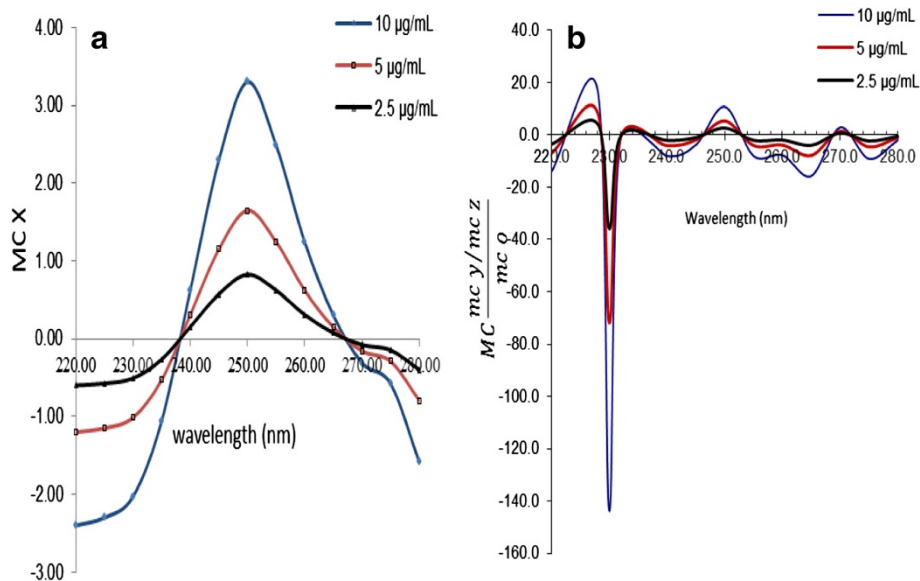 a
10 µg/mL
5 µg/mL
2.5 µg/mL
4.00
3.00
2.00
1.00
0.00
-1.00
-2.00
-3.00
MC X
220.00 230.00 240.00 250.00 260.00 270.00 280.00
wavelength (nm)
b
10 µg/mL
5 µg/mL
2.5 µg/mL
40.0
20.0
0.0
-20.0
-40.0
-60.0
-80.0
-100.0
-120.0
-140.0
-160.0
MC mc y/mc z
mc o
220.0 230.0 240.0 250.0 260.0 270.0 280.0
Wavelength (nm)